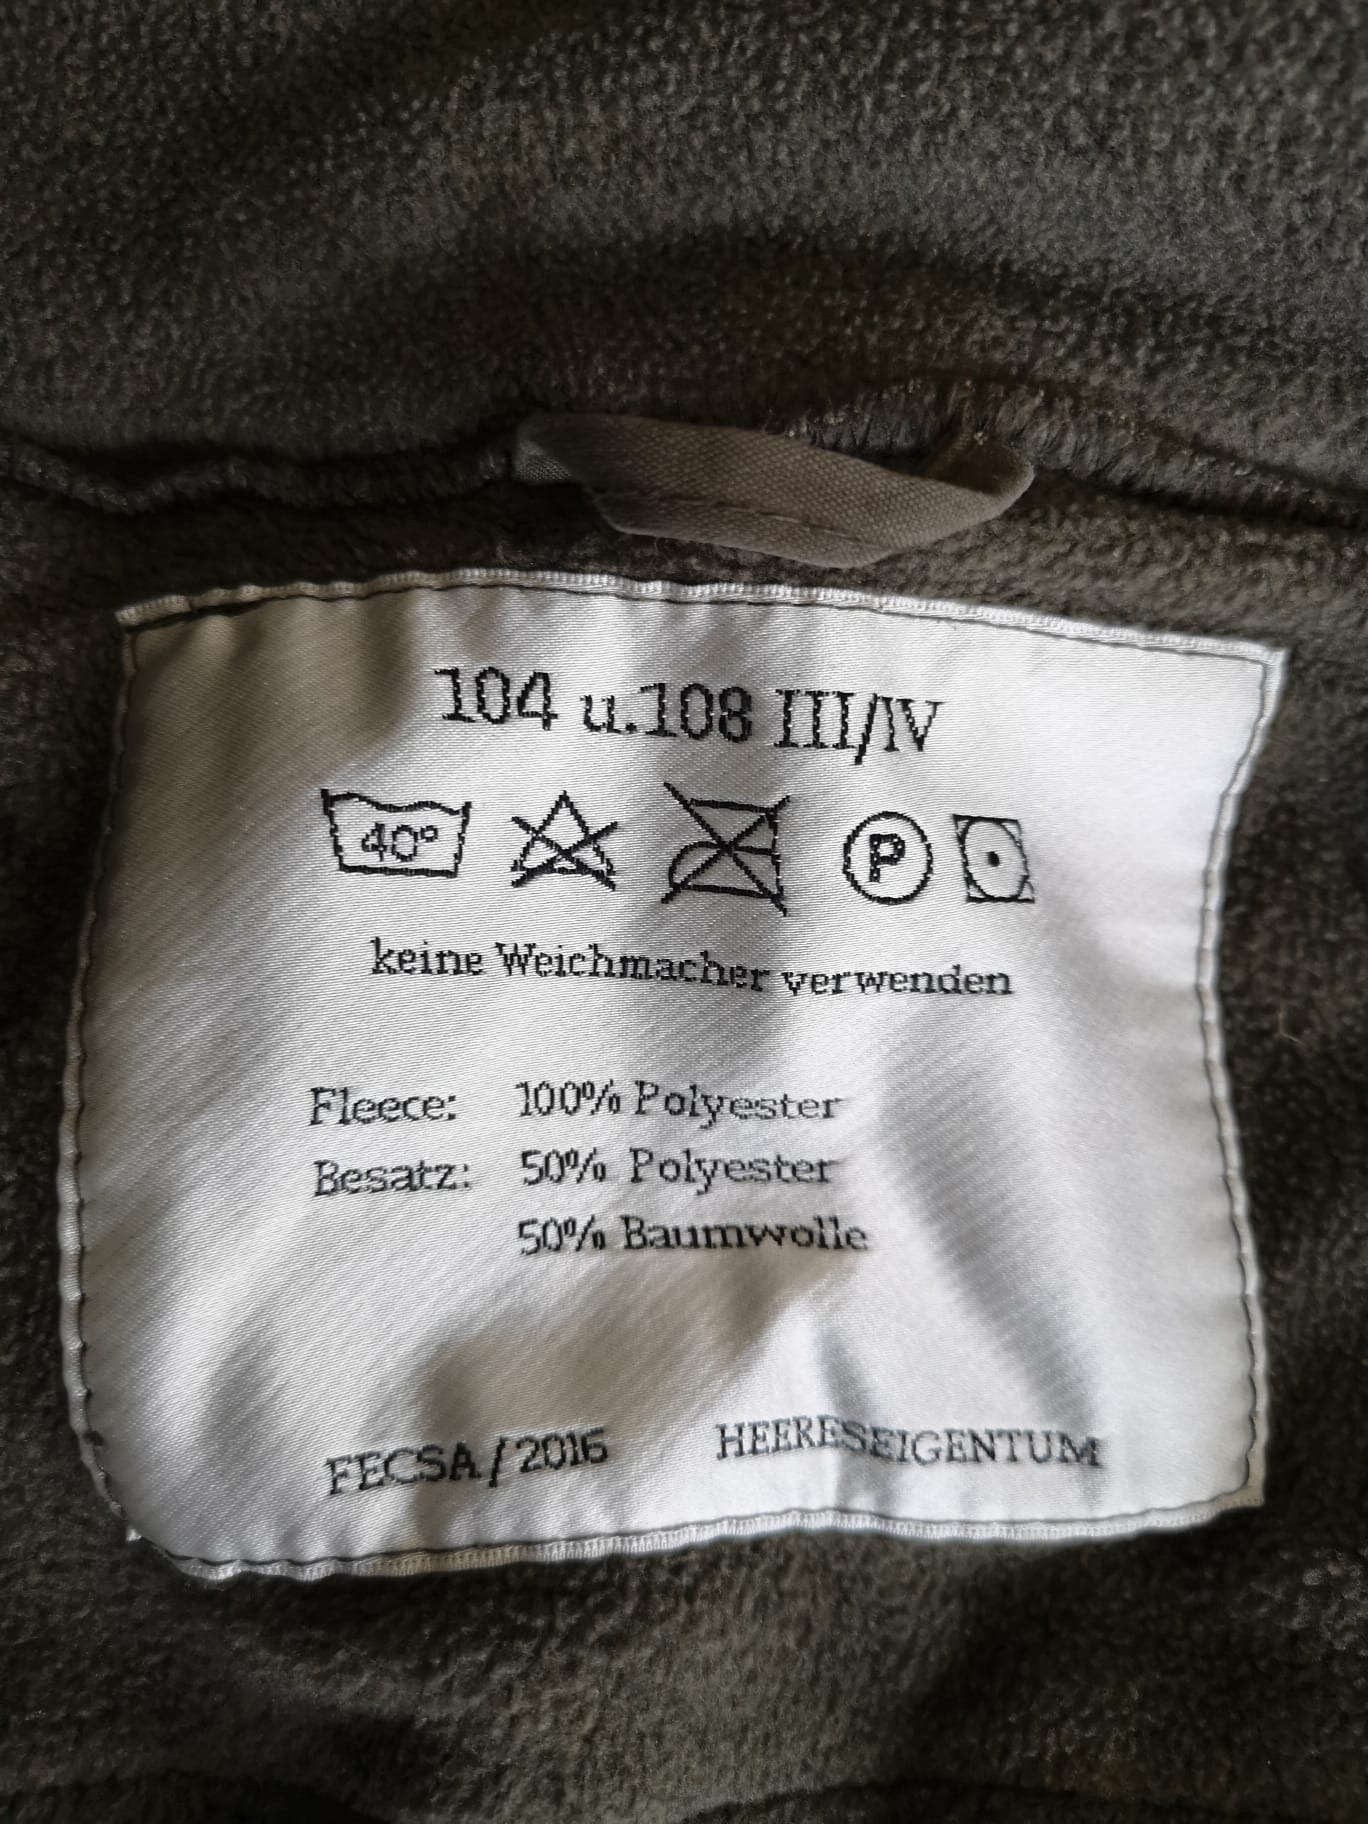 104 u.108 III/IV
40°
P
keine Weichmacher verwenden
Fleece: 100% Polyester
Besatz: 50% Polyester
50% Baumwolle
FECSA / 2016 HEERESEIGENTUM